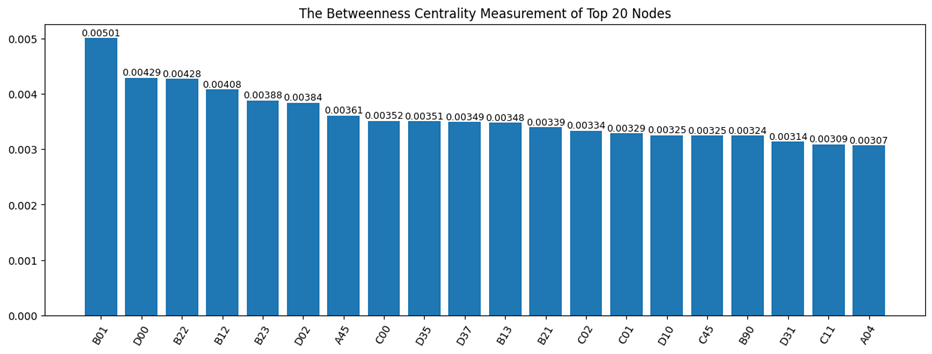 The Betweenness Centrality Measurement of Top 20 Nodes
0.005
0.004
0.003
0.002
0.001
0.000
0.00501
0.00429
0.00428
0.00408
0.00388
0.00384
0.00361
0.00352
0.00351
0.00349
0.00348
0.00339
0.00334
0.00329
0.00325
0.00325
0.00324
0.00314
0.00309
0.00307
B01
D00
B22
B12
B23
D02
A45
C00
D35
D37
B13
B21
C02
C01
D10
C45
B90
D31
C11
A04